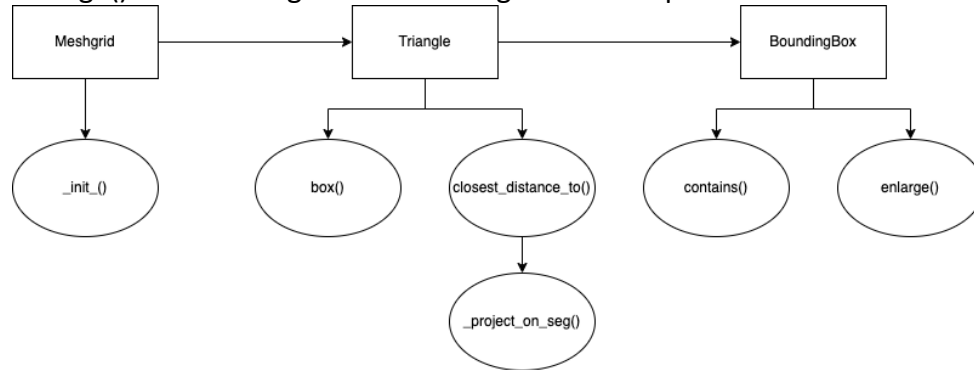 Meshgrid
Triangle
BoundingBox
_init_()
box()
closest_distance_to()
contains()
enlarge()
_project_on_seg()